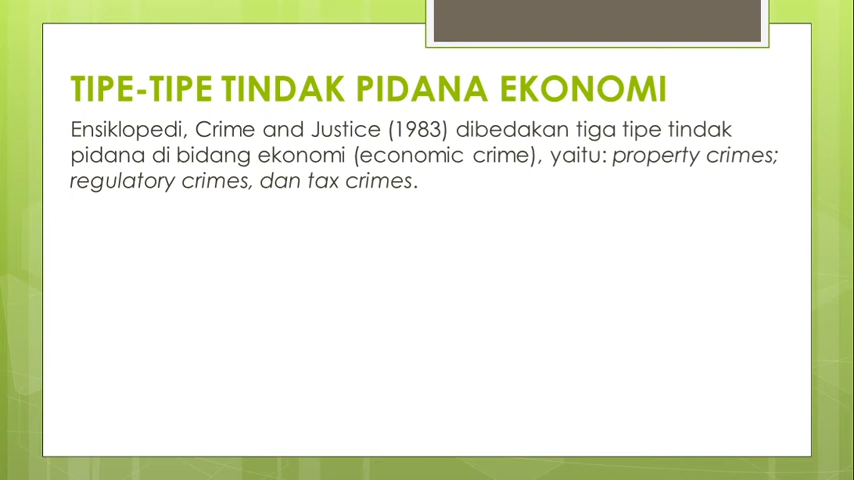 TIPE-TIPE TINDAK PIDANA EKONOMI
Ensiklopedi, Crime and Justice (1983) dibedakan tiga tipe tindak
pidana di bidang ekonomi (economic crime), yaitu: property crimes;
regulatory crimes, dan tax crimes.